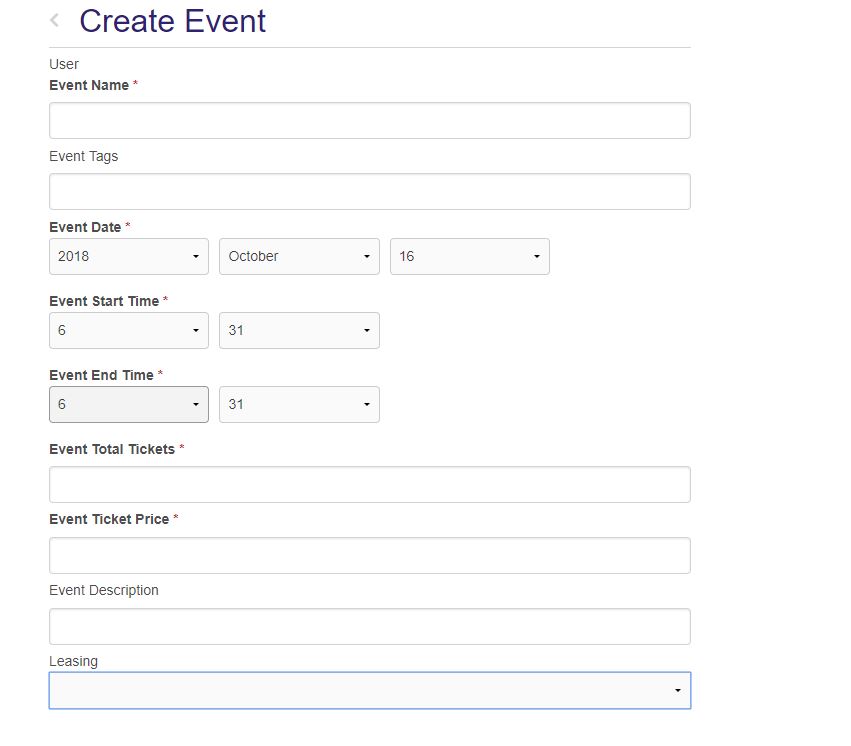 Create Event
User
Event Name *
Event Tags
Event Date *
2018 October 16
Event Start Time *
6 31
Event End Time *
6 31
Event Total Tickets *
Event Ticket Price *
Event Description
Leasing